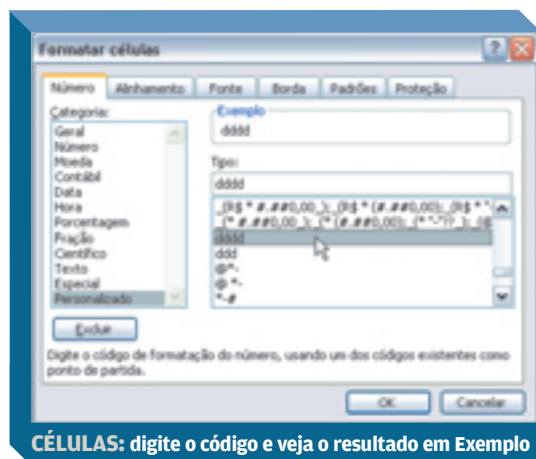 Formatar células
Número Alinhamento Fonte Borda Padrões Proteção
Categoria:
Geral
Número
Moeda
Contábil
Data
Hora
Porcentagem
Fração
Científico
Texto
Especial
Personalizado
Exemplo
dddd
Tipo:
dddd
dddd
ddd
@*-
@ *-
*-#
Excluir
Digite o código de formatação do número, usando um dos códigos existentes como
ponto de partida.
OK Cancelar
CÉLULAS: digite o código e veja o resultado em Exemplo